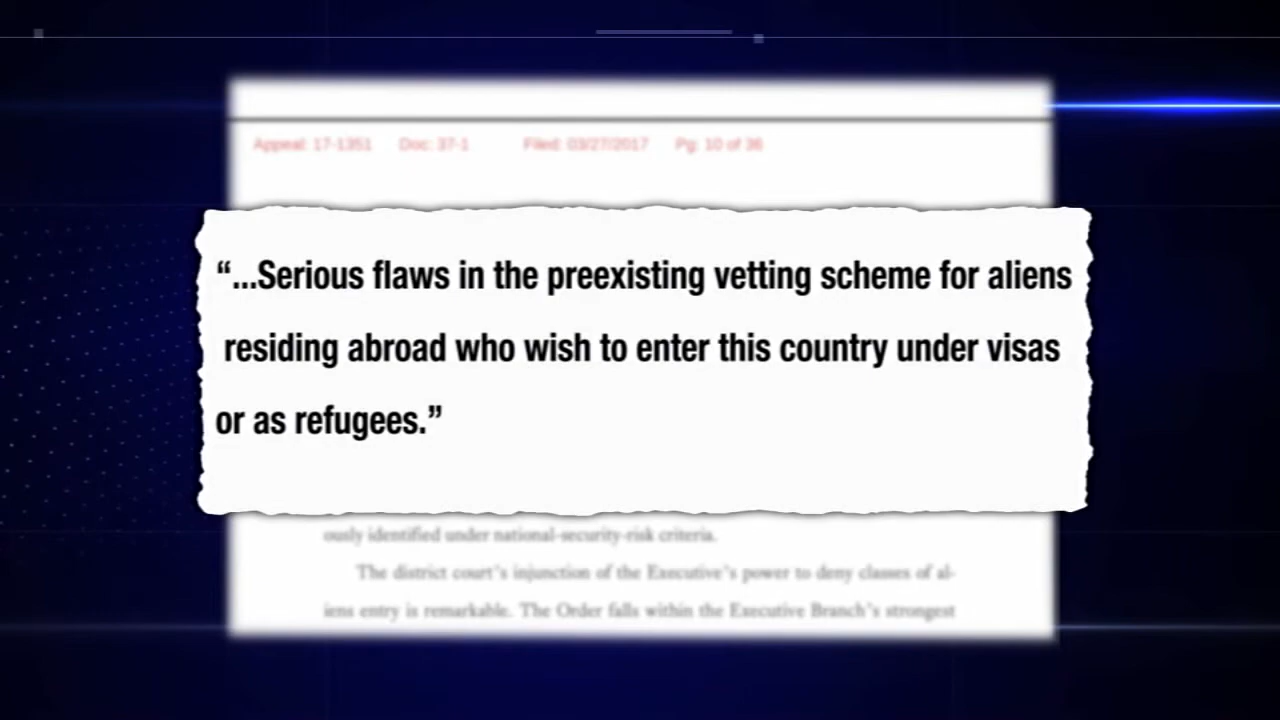 Appeal: 17-1351 Doc: 37-1 Filed: 03/27/2017 Pg: 10 of 36
“...Serious flaws in the preexisting vetting scheme for aliens
residing abroad who wish to enter this country under visas
or as refugees.”
ously identified under national-security-risk criteria.
The district court’s injunction of the Executive’s power to deny classes of al-
iens entry is remarkable. The Order falls within the Executive Branch’s strongest